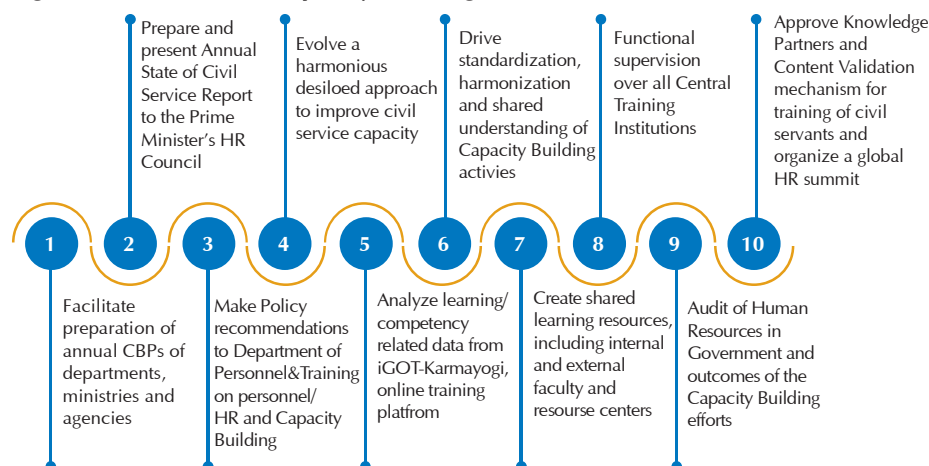 Prepare and
present Annual
State of Civil
Service Report
to the Prime
Minister's HR
Council
Evolve a
harmonious
desiloed approach
to improve civil
service capacity
Drive
standardization,
harmonization
and shared
understanding of
Capacity Building
activies
Functional
supervision
over all Central
Training
Institutions
Approve Knowledge
Partners and
Content Validation
mechanism for
training of civil
servants and
organize a global
HR summit
1 2 3 4 5 6 7 8 9 10
Facilitate
preparation of
annual CBPs of
departments,
ministries and
agencies
Make Policy
recommendations
to Department of
Personnel&Training
on personnel/
HR and Capacity
Building
Analyze learning/
competency
related data from
iGOT-Karmayogi,
online training
platfrom
Create shared
learning resources,
including internal
and external
faculty and
resourse centers
Audit of Human
Resources in
Government and
outcomes of the
Capacity Building
efforts